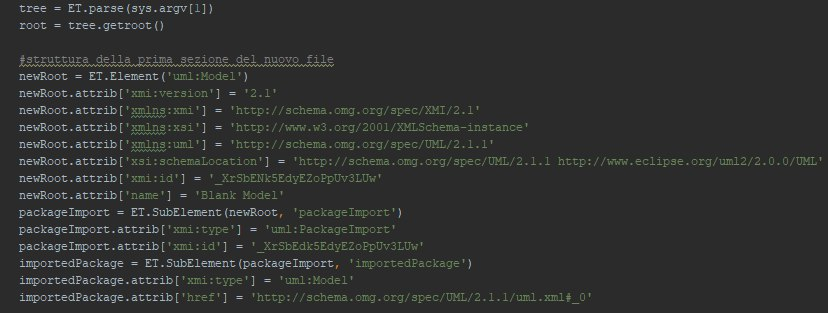 tree = ET.parse(sys.argv[1])
root = tree.getroot()
#struttura della prima sezione del nuovo file
newRoot = ET.Element('uml:Model')
newRoot.attrib['xmi:version'] = '2.1'
newRoot.attrib['xmlns:xmi'] = 'http://schema.omg.org/spec/XMI/2.1'
newRoot.attrib['xmlns:xsi'] = 'http://www.w3.org/2001/XMLSchema-instance'
newRoot.attrib['xmlns:uml'] = 'http://schema.omg.org/spec/UML/2.1.1'
newRoot.attrib['xsi:schemaLocation'] = 'http://schema.omg.org/spec/UML/2.1.1 http://www.eclipse.org/uml2/2.0.0/UML'
newRoot.attrib['xmi:id'] = '_XrSbENk5EdyEZoPpUv3LUw'
newRoot.attrib['name'] = 'Blank Model'
packageImport = ET.SubElement(newRoot, 'packageImport')
packageImport.attrib['xmi:type'] = 'uml:PackageImport'
packageImport.attrib['xmi:id'] = '_XrSbEdk5EdyEZoPpUv3LUw'
importedPackage = ET.SubElement(packageImport, 'importedPackage')
importedPackage.attrib['xmi:type'] = 'uml:Model'
importedPackage.attrib['href'] = 'http://schema.omg.org/spec/UML/2.1.1/uml.xml#_0'